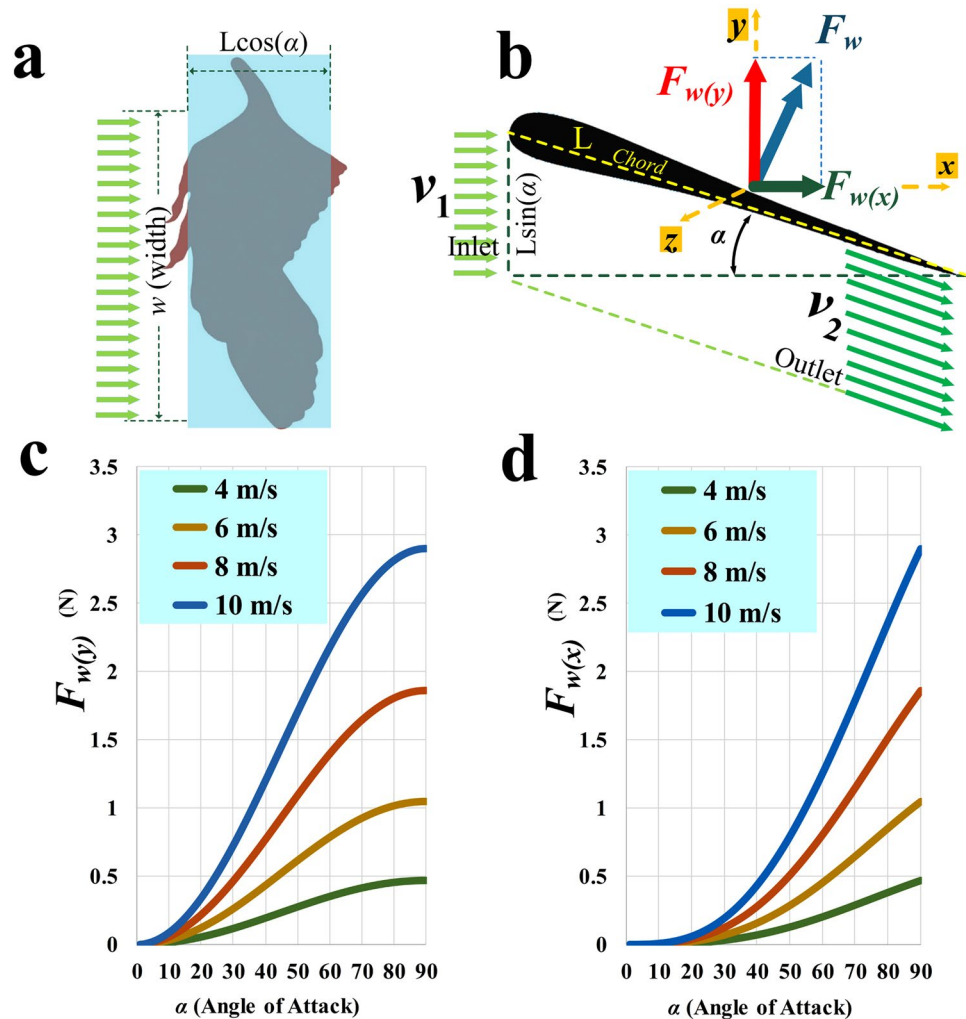 a
Lcos(α)
w (width)
b
y
F_w
F_w(y)
L
Chord
x
v_1
F_w(x)
Inlet
Lsin(α)
z
α
v_2
Outlet
c
3.5
3
2.5
2
1.5
1
0.5
0
F_w(y) (N)
4 m/s
6 m/s
8 m/s
10 m/s
0 10 20 30 40 50 60 70 80 90
α (Angle of Attack)
d
3.5
3
2.5
2
1.5
1
0.5
0
F_w(x) (N)
4 m/s
6 m/s
8 m/s
10 m/s
0 10 20 30 40 50 60 70 80 90
α (Angle of Attack)